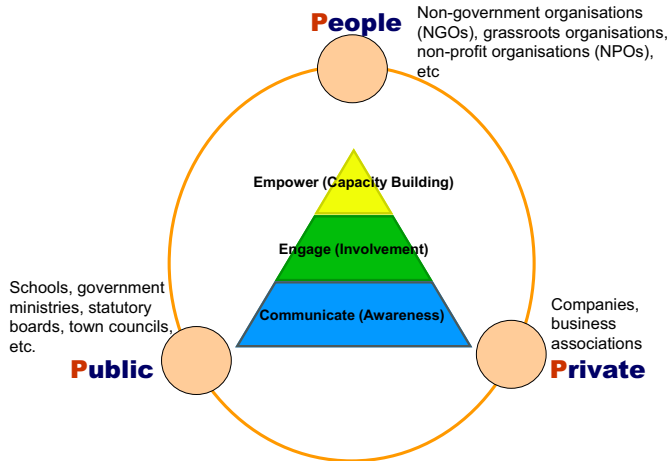 People
Non-government organisations
(NGOs), grassroots organisations,
non-profit organisations (NPOs),
etc
Empower (Capacity Building)
Engage (Involvement)
Communicate (Awareness)
Schools, government
ministries, statutory
boards, town councils,
etc.
Public
Companies,
business
associations
Private